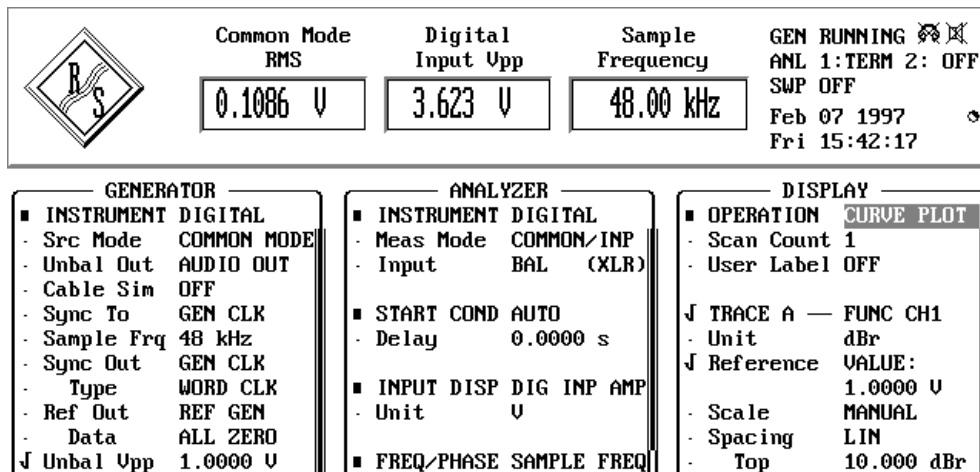 R S
Common Mode RMS
0.1086 V
Digital Input Vpp
3.623 V
Sample Frequency
48.00 kHz
GEN RUNNING
ANL 1:TERM 2: OFF
SWP OFF
Feb 07 1997
Fri 15:42:17
GENERATOR
INSTRUMENT DIGITAL
Src Mode COMMON MODE
Unbal Out AUDIO OUT
Cable Sim OFF
Sync To GEN CLK
Sample Frq 48 kHz
Sync Out GEN CLK
Type WORD CLK
Ref Out REF GEN
Data ALL ZERO
√ Unbal Vpp 1.0000 V
ANALYZER
INSTRUMENT DIGITAL
Meas Mode COMMON/INP
Input BAL (XLR)
START COND AUTO
Delay 0.0000 s
INPUT DISP DIG INP AMP
Unit V
FREQ/PHASE SAMPLE FREQ
DISPLAY
OPERATION CURVE PLOT
Scan Count 1
User Label OFF
√ TRACE A — FUNC CH1
Unit dBr
√ Reference VALUE:
1.0000 V
Scale MANUAL
Spacing LIN
Top 10.000 dBr